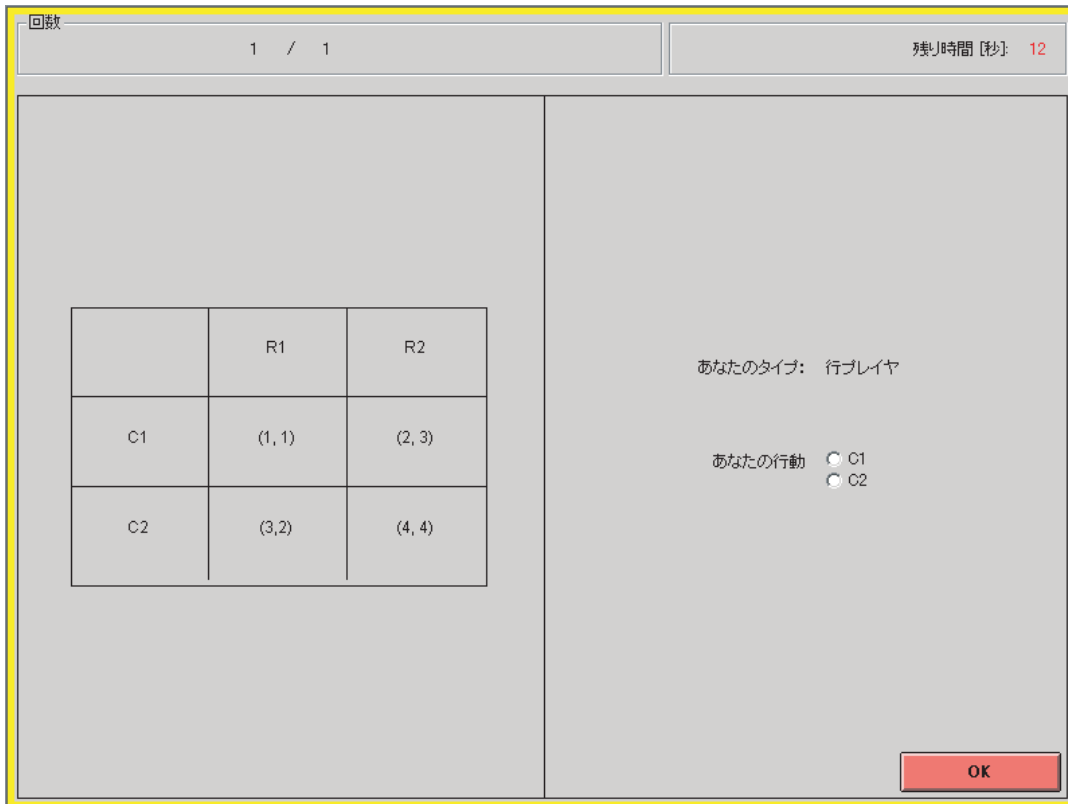 回数
1 / 1
残り時間 [秒]: 12
R1 R2
C1 (1, 1) (2, 3)
C2 (3,2) (4, 4)
あなたのタイプ: 行プレイヤ
あなたの行動 C1
C2
OK